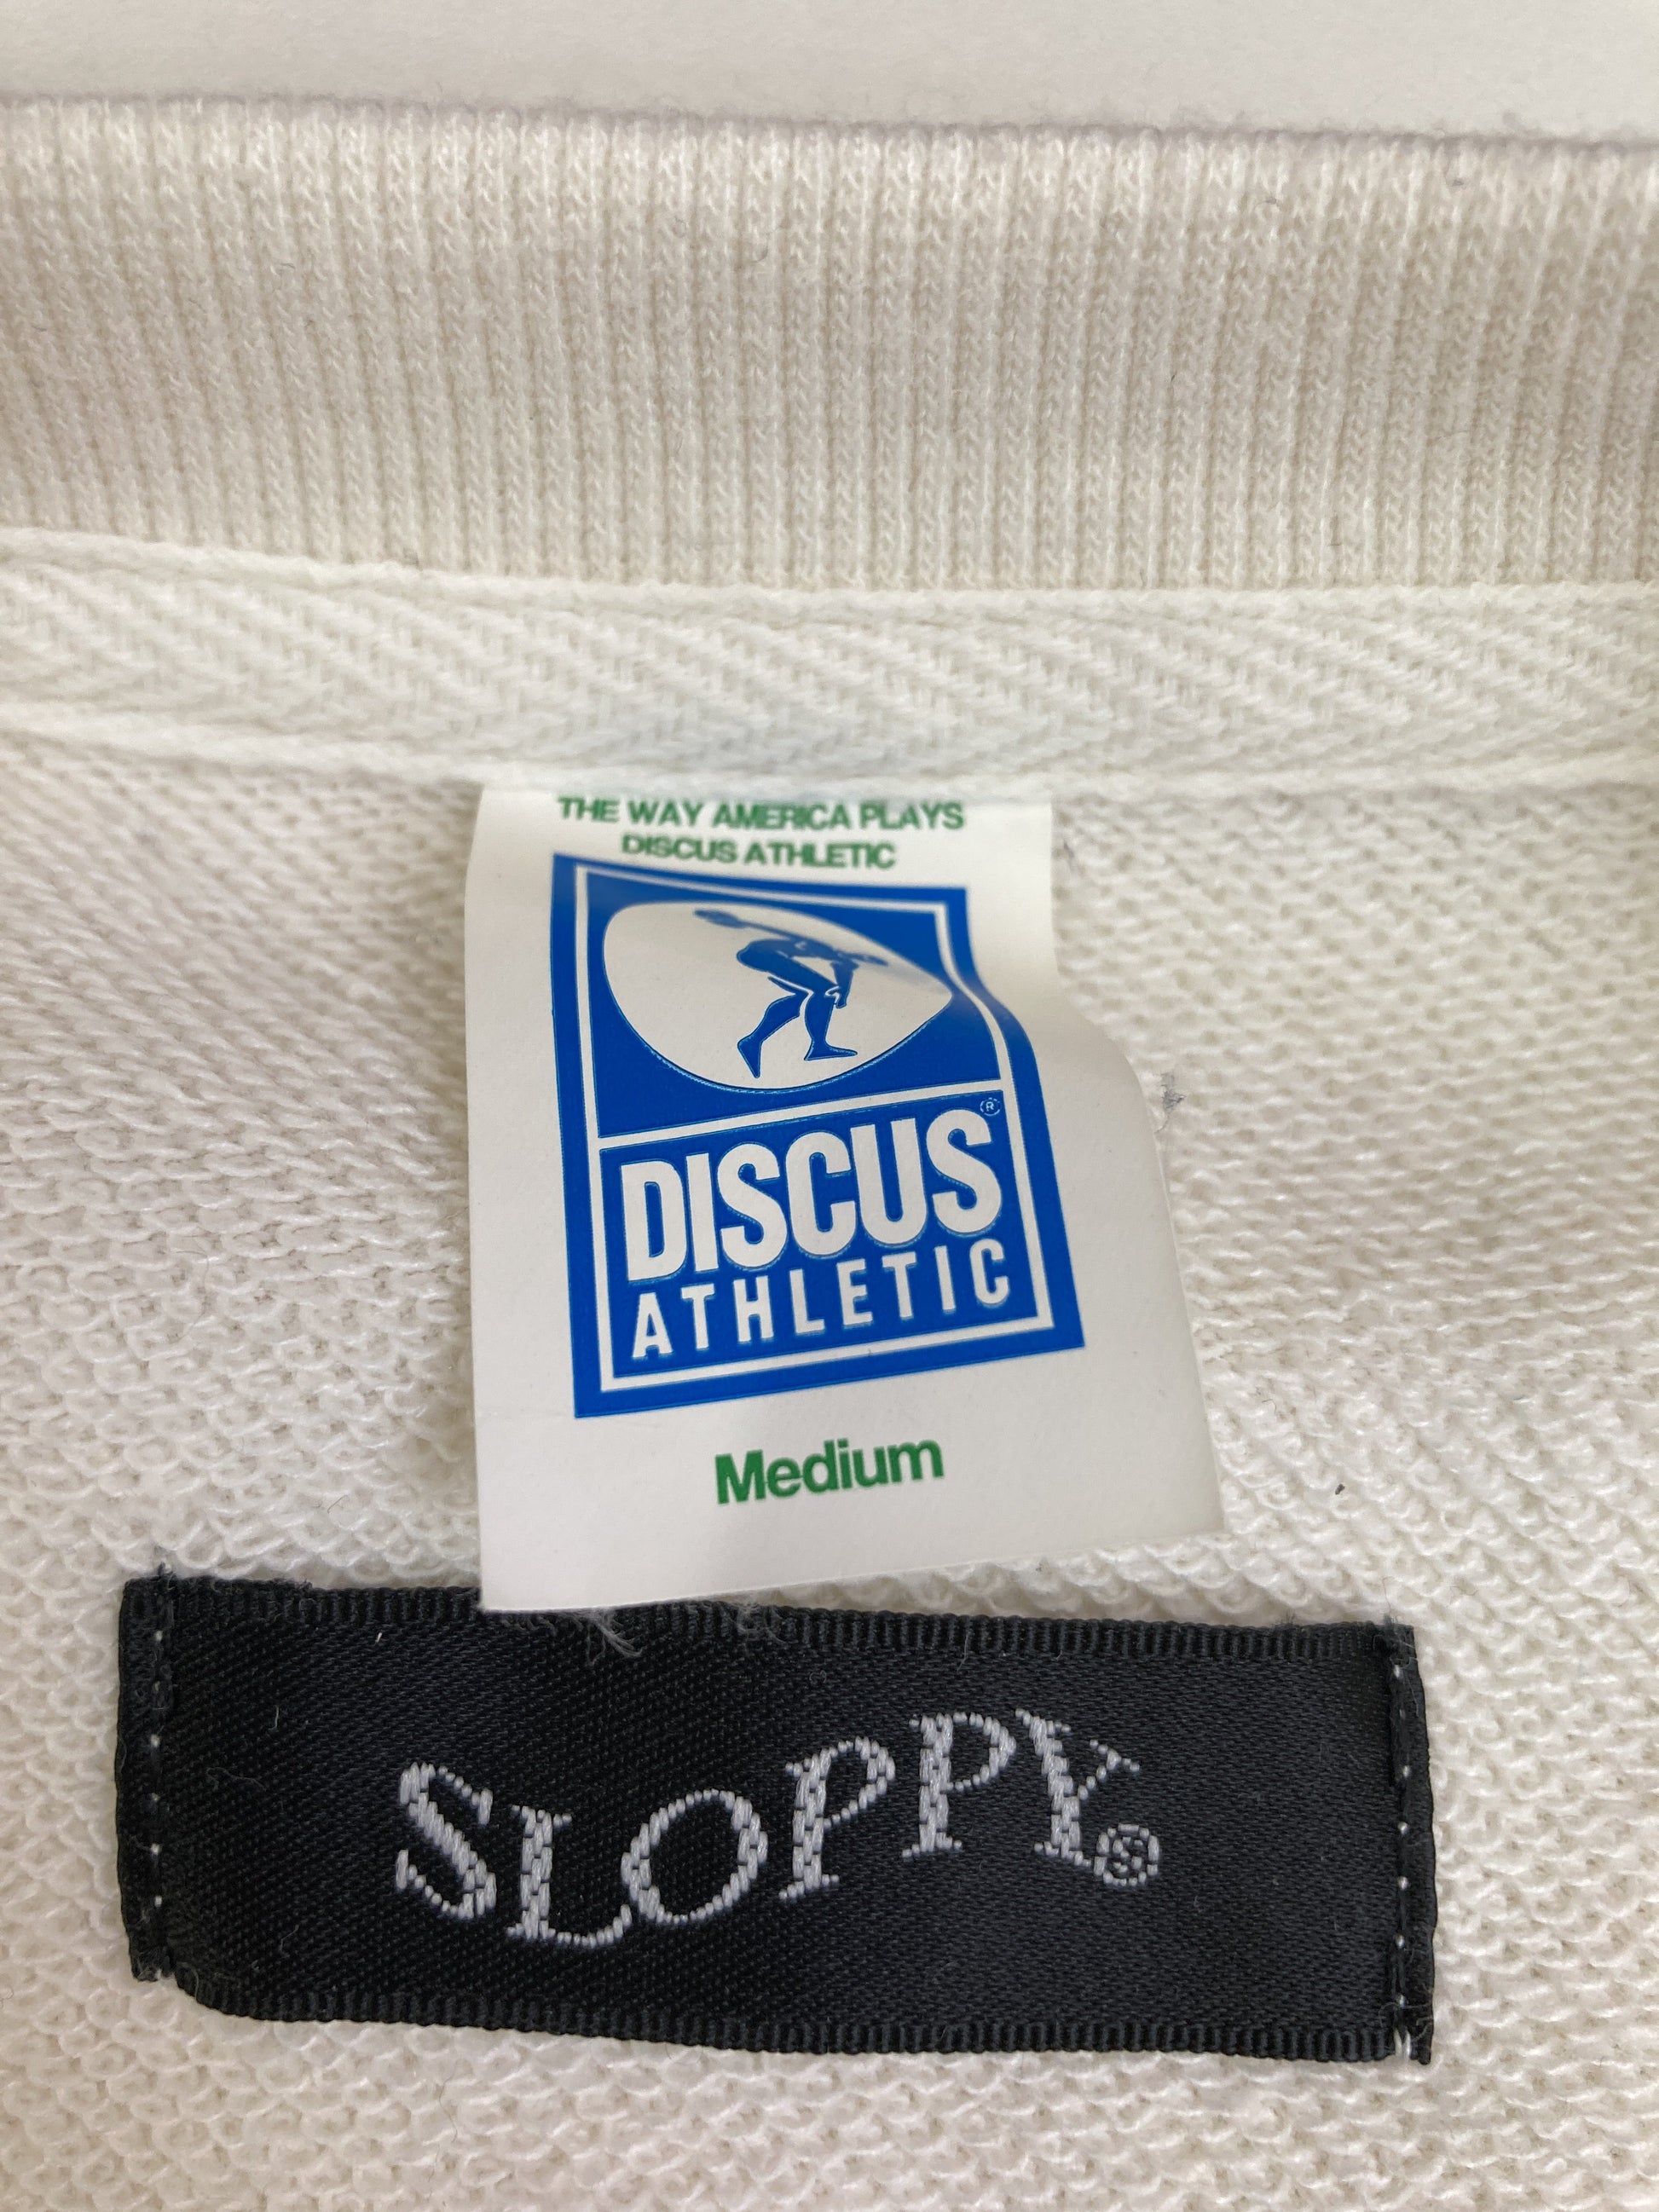 THE WAY AMERICA PLAYS
DISCUS ATHLETIC
DISCUS®
ATHLETIC
Medium
SLOPPY Ⓢ